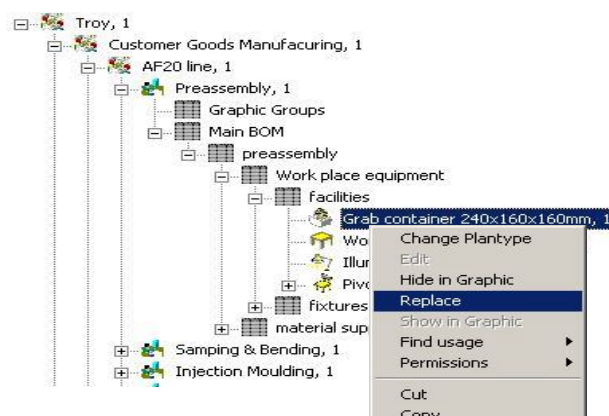 Troy, 1
Customer Goods Manufacuring, 1
AF20 line, 1
Preassembly, 1
Graphic Groups
Main BOM
preassembly
Work place equipment
facilities
Grab container 240x160x160mm, 1
Change Plantype
Edit
Hide in Graphic
fixtures Replace
material sup Show in Graphic
Samping & Bending, 1 Find usage
Injection Moulding, 1 Permissions
Cut
Copy